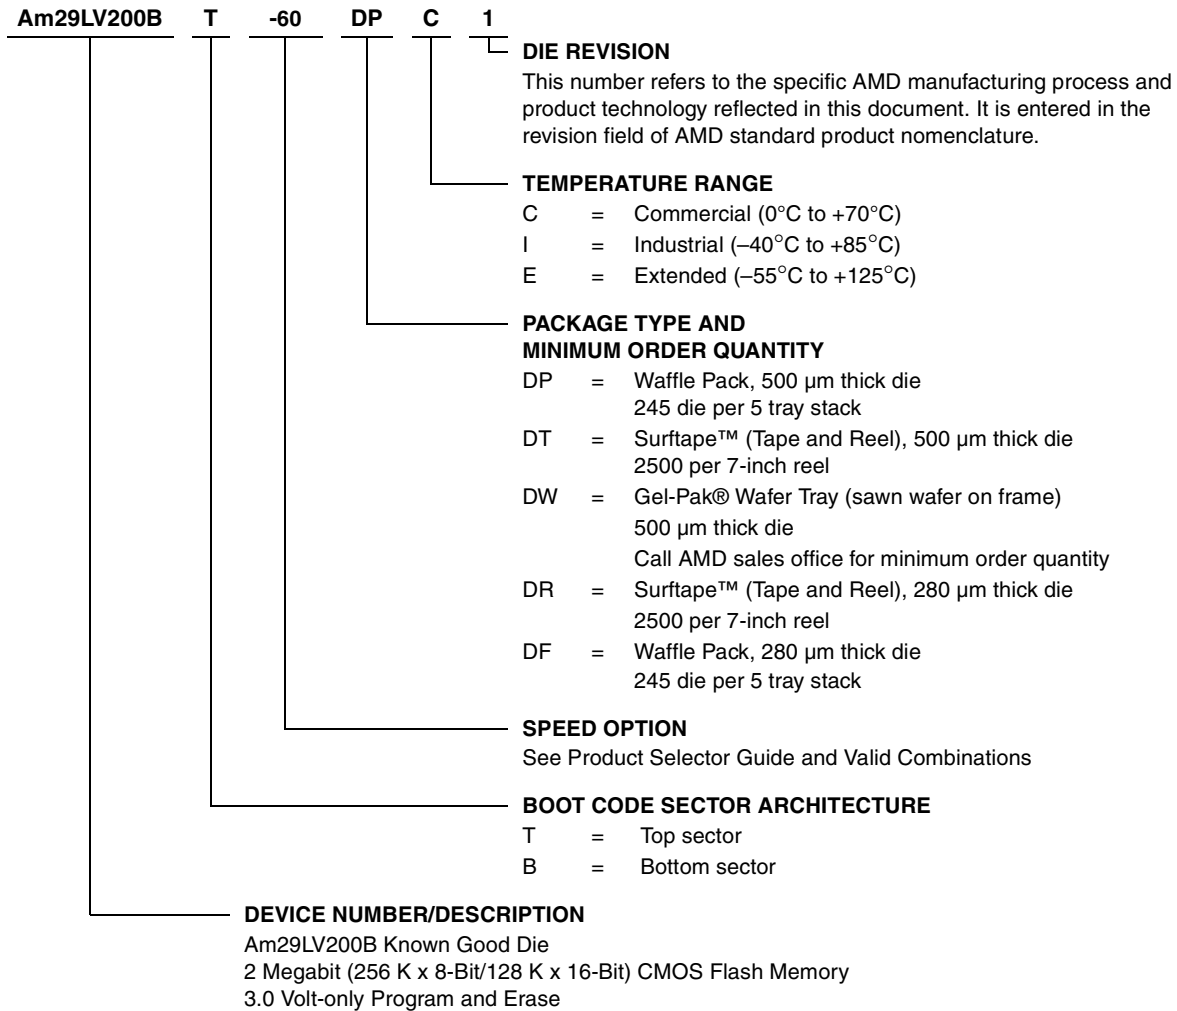 Am29LV200B T -60 DP C 1
DIE REVISION
This number refers to the specific AMD manufacturing process and
product technology reflected in this document. It is entered in the
revision field of AMD standard product nomenclature.
TEMPERATURE RANGE
C = Commercial (0°C to +70°C)
I = Industrial (–40°C to +85°C)
E = Extended (–55°C to +125°C)
PACKAGE TYPE AND
MINIMUM ORDER QUANTITY
DP = Waffle Pack, 500 µm thick die
245 die per 5 tray stack
DT = Surftape™ (Tape and Reel), 500 µm thick die
2500 per 7-inch reel
DW = Gel-Pak® Wafer Tray (sawn wafer on frame)
500 µm thick die
Call AMD sales office for minimum order quantity
DR = Surftape™ (Tape and Reel), 280 µm thick die
2500 per 7-inch reel
DF = Waffle Pack, 280 µm thick die
245 die per 5 tray stack
SPEED OPTION
See Product Selector Guide and Valid Combinations
BOOT CODE SECTOR ARCHITECTURE
T = Top sector
B = Bottom sector
DEVICE NUMBER/DESCRIPTION
Am29LV200B Known Good Die
2 Megabit (256 K x 8-Bit/128 K x 16-Bit) CMOS Flash Memory
3.0 Volt-only Program and Erase